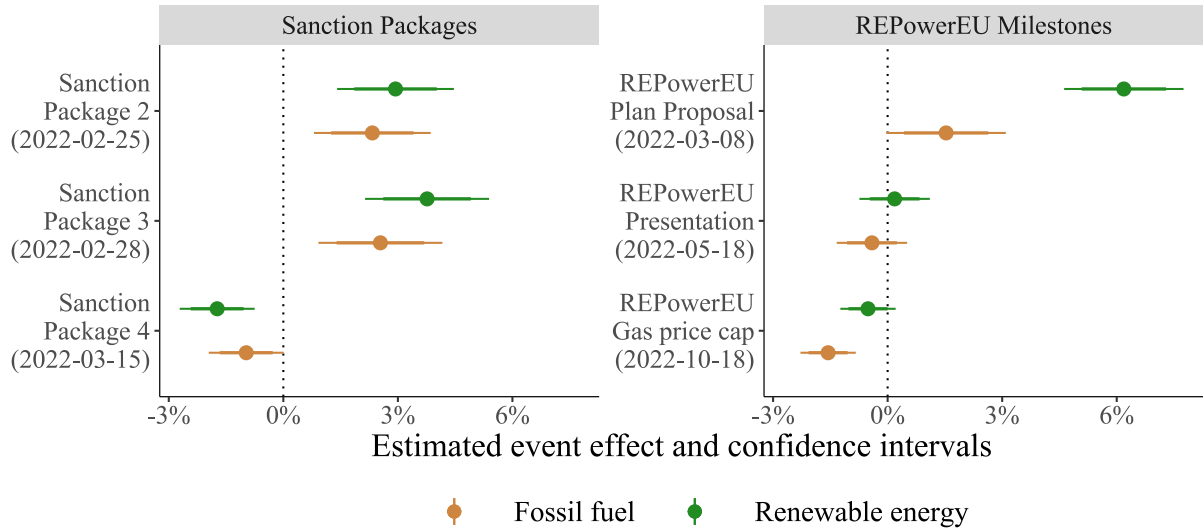 Sanction Packages
Sanction
Package 2
(2022-02-25)
Sanction
Package 3
(2022-02-28)
Sanction
Package 4
(2022-03-15)
-3%
0%
3%
6%
REPowerEU Milestones
REPowerEU
Plan Proposal
(2022-03-08)
REPowerEU
Presentation
(2022-05-18)
REPowerEU
Gas price cap
(2022-10-18)
-3%
0%
3%
6%
Estimated event effect and confidence intervals
Fossil fuel
Renewable energy